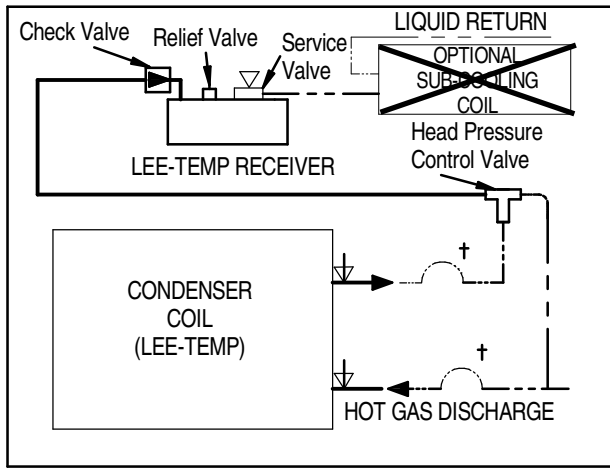 LIQUID RETURN
Check Valve
Relief Valve
Service
Valve
OPTIONAL
SUB-COOLING
COIL
LEE-TEMP RECEIVER
Head Pressure
Control Valve
†
CONDENSER
COIL
(LEE-TEMP)
†
HOT GAS DISCHARGE